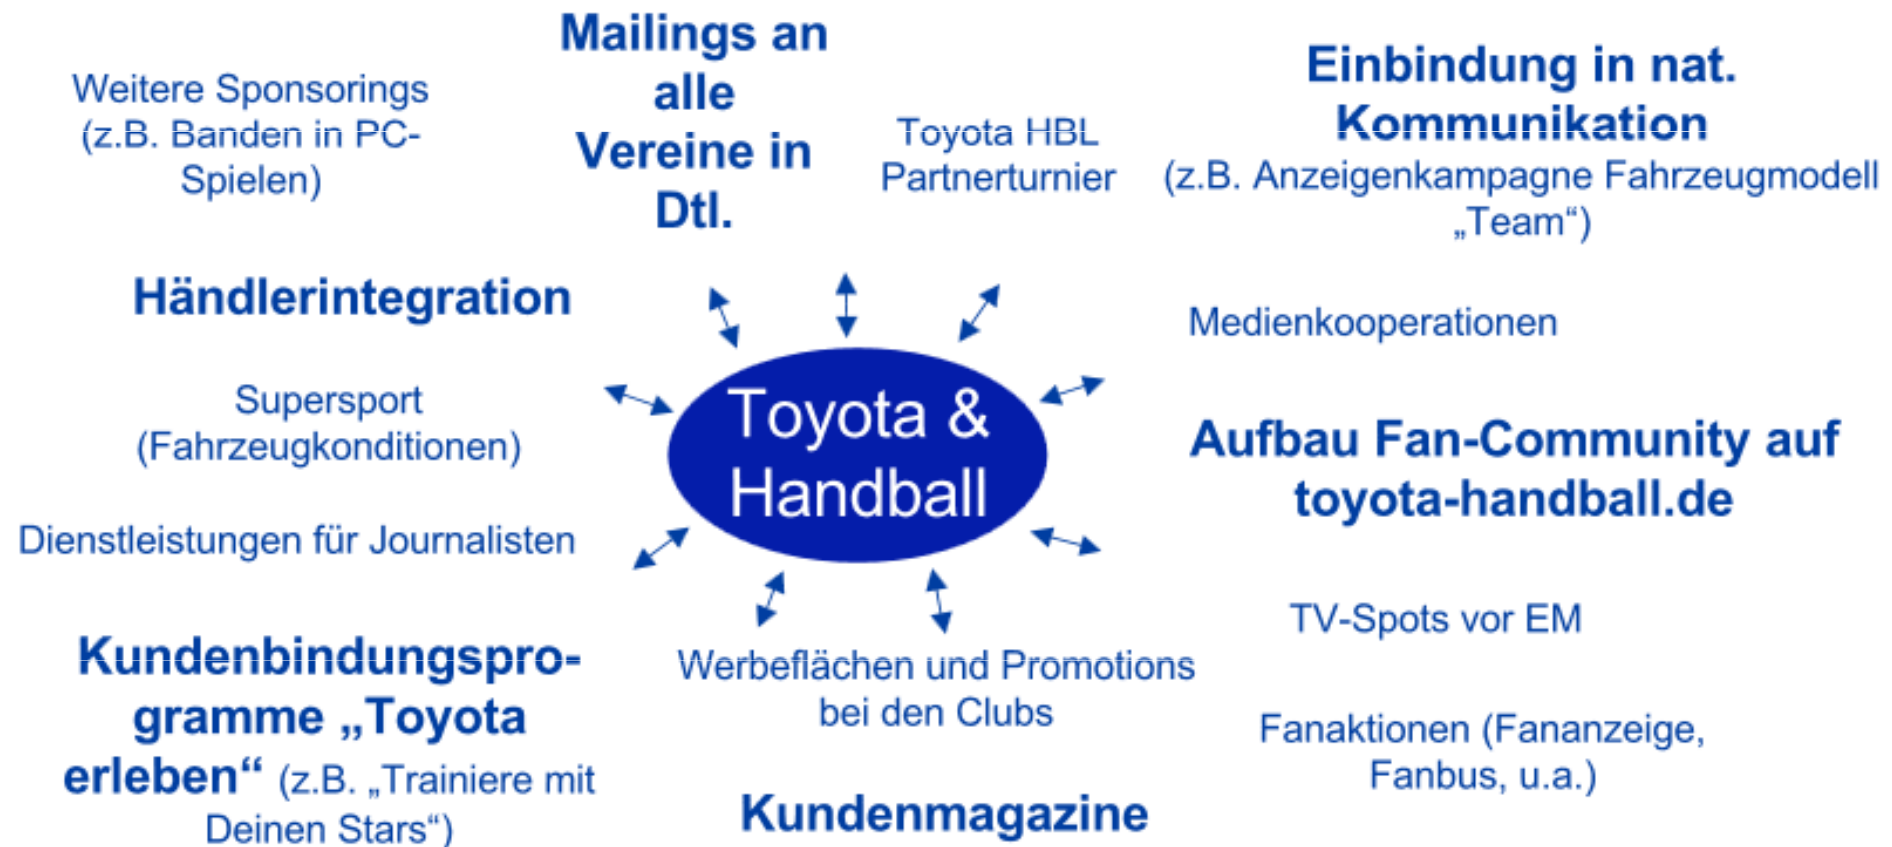 Mailings an
alle
Vereine in
Dtl.
Weitere Sponsorings
(z.B. Banden in PC-
Spielen)
Toyota HBL
Partnerturnier
Einbindung in nat.
Kommunikation
(z.B. Anzeigenkampagne Fahrzeugmodell
„Team“)
Händlerintegration
Medienkooperationen
Supersport
(Fahrzeugkonditionen)
Toyota &
Handball
Aufbau Fan-Community auf
toyota-handball.de
Dienstleistungen für Journalisten
TV-Spots vor EM
Kundenbindungspro-
gramme „Toyota
erleben“ (z.B. „Trainiere mit
Deinen Stars“)
Werbeflächen und Promotions
bei den Clubs
Fanaktionen (Fananzeige,
Fanbus, u.a.)
Kundenmagazine